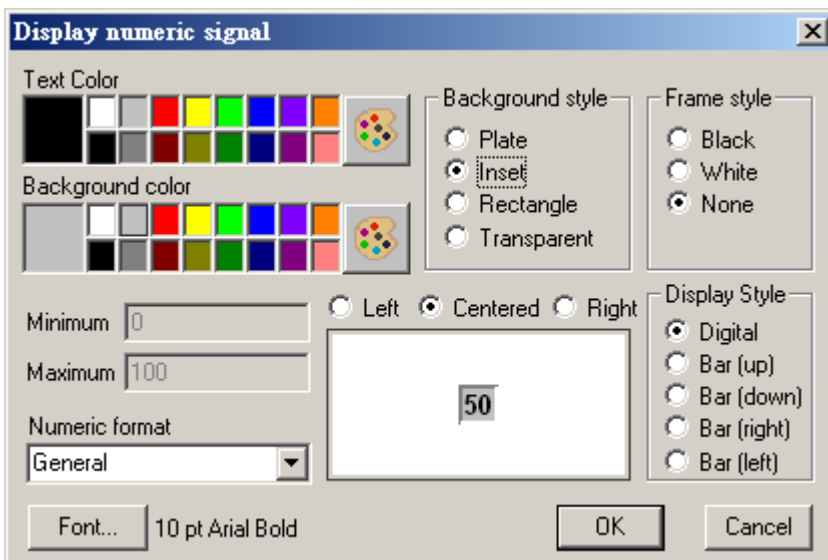 Display numeric signal
Text Color
Background color
Background style
Plate
Inset
Rectangle
Transparent
Frame style
Black
White
None
Minimum 0
Maximum 100
Numeric format
General
Left Centered Right
50
Display Style
Digital
Bar (up)
Bar (down)
Bar (right)
Bar (left)
Font... 10 pt Arial Bold
OK
Cancel